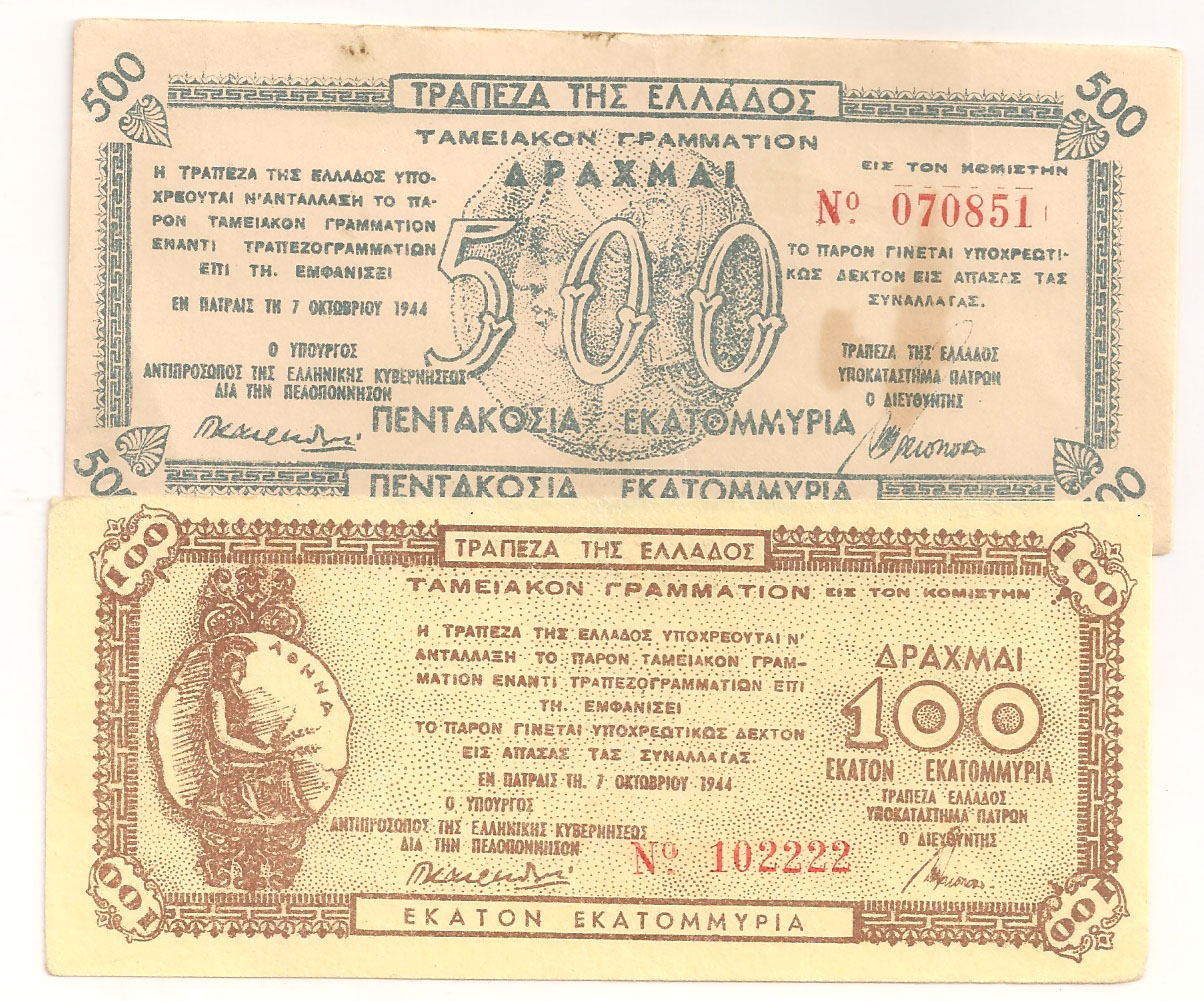 500
500
ΤΡΑΠΕΖΑ ΤΗΣ ΕΛΛΑΔΟΣ
ΤΑΜΕΙΑΚΟΝ ΓΡΑΜΜΑΤΙΟΝ
ΔΡΑΧΜΑΙ
Η ΤΡΑΠΕΖΑ ΤΗΣ ΕΛΛΑΔΟΣ ΥΠΟ-
ΧΡΕΟΥΤΑΙ Ν'ΑΝΤΑΛΛΑΞΗ ΤΟ ΠΑ-
ΡΟΝ ΤΑΜΕΙΑΚΟΝ ΓΡΑΜΜΑΤΙΟΝ
ΕΝΑΝΤΙ ΤΡΑΠΕΖΟΓΡΑΜΜΑΤΙΩΝ
ΕΠΙ ΤΗ. ΕΜΦΑΝΙΣΕΙ
ΕΝ ΠΑΤΡΑΙΣ ΤΗ 7 ΟΚΤΩΒΡΙΟΥ 1944
Ο ΥΠΟΥΡΓΟΣ
ΑΝΤΙΠΡΟΣΩΠΟΣ ΤΗΣ ΕΛΛΗΝΙΚΗΣ ΚΥΒΕΡΝΗΣΕΩΣ
ΔΙΑ ΤΗΝ ΠΕΛΟΠΟΝΝΗΣΟΝ
500
ΕΙΣ ΤΟΝ ΚΟΜΙΣΤΗΝ
Νο 070851
ΤΟ ΠΑΡΟΝ ΓΙΝΕΤΑΙ ΥΠΟΧΡΕΩΤΙ-
ΚΩΣ ΔΕΚΤΟΝ ΕΙΣ ΑΠΑΣΑΣ ΤΑΣ
ΣΥΝΑΛΛΑΓΑΣ.
ΤΡΑΠΕΖΑ ΤΗΣ ΕΛΛΑΔΟΣ
ΥΠΟΚΑΤΑΣΤΗΜΑ ΠΑΤΡΩΝ
Ο ΔΙΕΥΘΥΝΤΗΣ
ΠΕΝΤΑΚΟΣΙΑ ΕΚΑΤΟΜΜΥΡΙΑ
ΠΕΝΤΑΚΟΣΙΑ ΕΚΑΤΟΜΜΥΡΙΑ
100
100
ΤΡΑΠΕΖΑ ΤΗΣ ΕΛΛΑΔΟΣ
ΤΑΜΕΙΑΚΟΝ ΓΡΑΜΜΑΤΙΟΝ ΕΙΣ ΤΟΝ ΚΟΜΙΣΤΗΝ
ΑΘΗΝΑ
Η ΤΡΑΠΕΖΑ ΤΗΣ ΕΛΛΑΔΟΣ ΥΠΟΧΡΕΟΥΤΑΙ Ν'
ΑΝΤΑΛΛΑΞΗ ΤΟ ΠΑΡΟΝ ΤΑΜΕΙΑΚΟΝ ΓΡΑΜ-
ΜΑΤΙΟΝ ΕΝΑΝΤΙ ΤΡΑΠΕΖΟΓΡΑΜΜΑΤΙΩΝ ΕΠΙ
ΤΗ. ΕΜΦΑΝΙΣΕΙ
ΤΟ ΠΑΡΟΝ ΓΙΝΕΤΑΙ ΥΠΟΧΡΕΩΤΙΚΩΣ ΔΕΚΤΟΝ
ΕΙΣ ΑΠΑΣΑΣ ΤΑΣ ΣΥΝΑΛΛΑΓΑΣ.
ΕΝ ΠΑΤΡΑΙΣ ΤΗ. 7 ΟΚΤΩΒΡΙΟΥ 1944
Ο ΥΠΟΥΡΓΟΣ
ΑΝΤΙΠΡΟΣΩΠΟΣ ΤΗΣ ΕΛΛΗΝΙΚΗΣ ΚΥΒΕΡΝΗΣΕΩΣ
ΔΙΑ ΤΗΝ ΠΕΛΟΠΟΝΝΗΣΟΝ
ΔΡΑΧΜΑΙ
100
ΕΚΑΤΟΝ ΕΚΑΤΟΜΜΥΡΙΑ
ΤΡΑΠΕΖΑ ΕΛΛΑΔΟΣ
ΥΠΟΚΑΤΑΣΤΗΜΑ ΠΑΤΡΩΝ
Ο ΔΙΕΥΘΥΝΤΗΣ
Νο 102222
100
100
ΕΚΑΤΟΝ ΕΚΑΤΟΜΜΥΡΙΑ